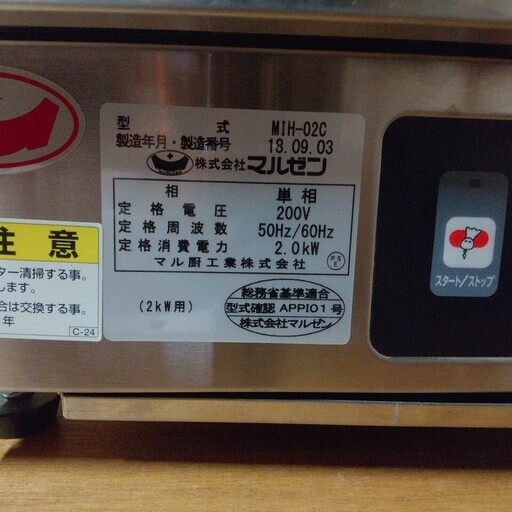 型 式 MIH-02C
製造年月・製造番号 18.09.03
株式会社マルゼン
相 単相
定格電圧 200V
定格周波数 50Hz/60Hz
定格消費電力 2.0kW
マル厨工業株式会社
(2kW用)
総務省基準適合
型式確認 APPI01号
株式会社マルゼン
注意
ター清掃する事。
します。
合は交換する事。
年
C-24
スタート/ストップ